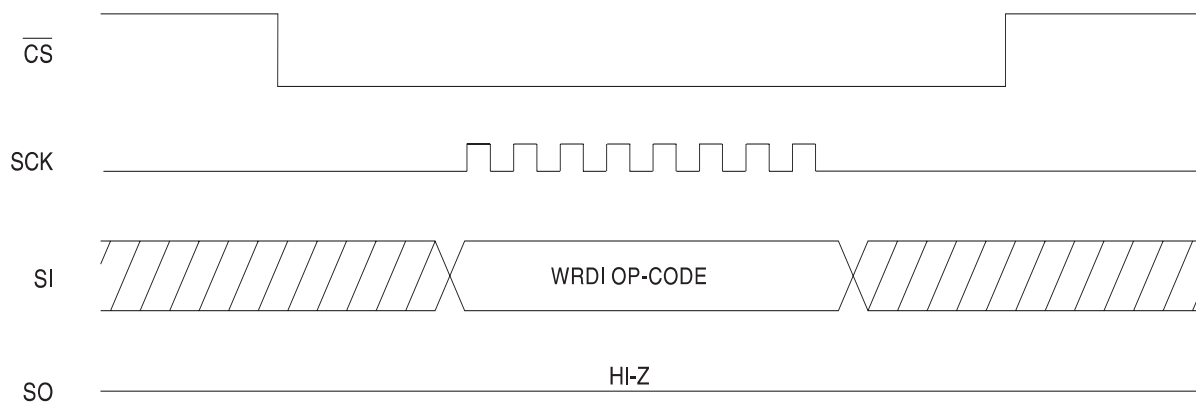 CS
SCK
SI
WRDI OP-CODE
HI-Z
SO